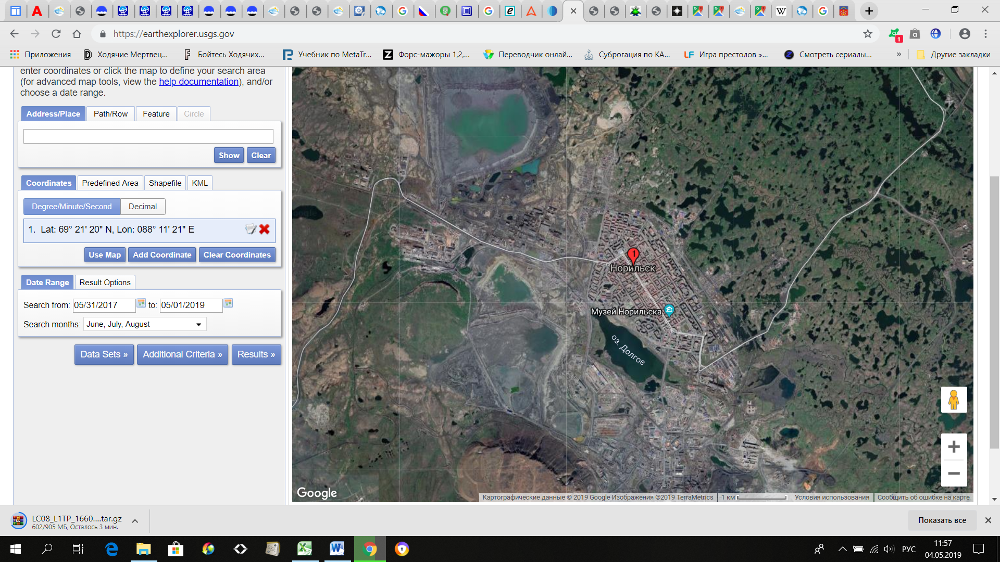 https://earthexplorer.usgs.gov
1
Приложения
Ходячие Мертвец...
Бойтесь Ходячих...
Учебник по MetaTr...
Форс-мажоры 1,2,...
Переводчик онлай...
Суброгация по КА...
Игра престолов »...
Смотреть сериалы...
»
Другие закладки
enter coordinates or click the map to define your search area
(for advanced map tools, view the help documentation), and/or
choose a date range.
Address/Place
Path/Row
Feature
Circle
Show
Clear
Coordinates
Predefined Area
Shapefile
KML
Degree/Minute/Second
Decimal
1. Lat: 69° 21' 20" N, Lon: 088° 11' 21" E
Use Map
Add Coordinate
Clear Coordinates
Date Range
Result Options
Search from: 05/31/2017 to: 05/01/2019
Search months: June, July, August
Data Sets »
Additional Criteria »
Results »
1
Норильск
Музей Норильска
оз. Долгое
Google
Картографические данные © 2019 Google Изображения ©2019 TerraMetrics
1 км
Условия использования
Сообщить об ошибке на карте
LC08_L1TP_1660....tar.gz
602/905 МБ, Осталось 3 мин.
Показать все
РУС
11:57
04.05.2019